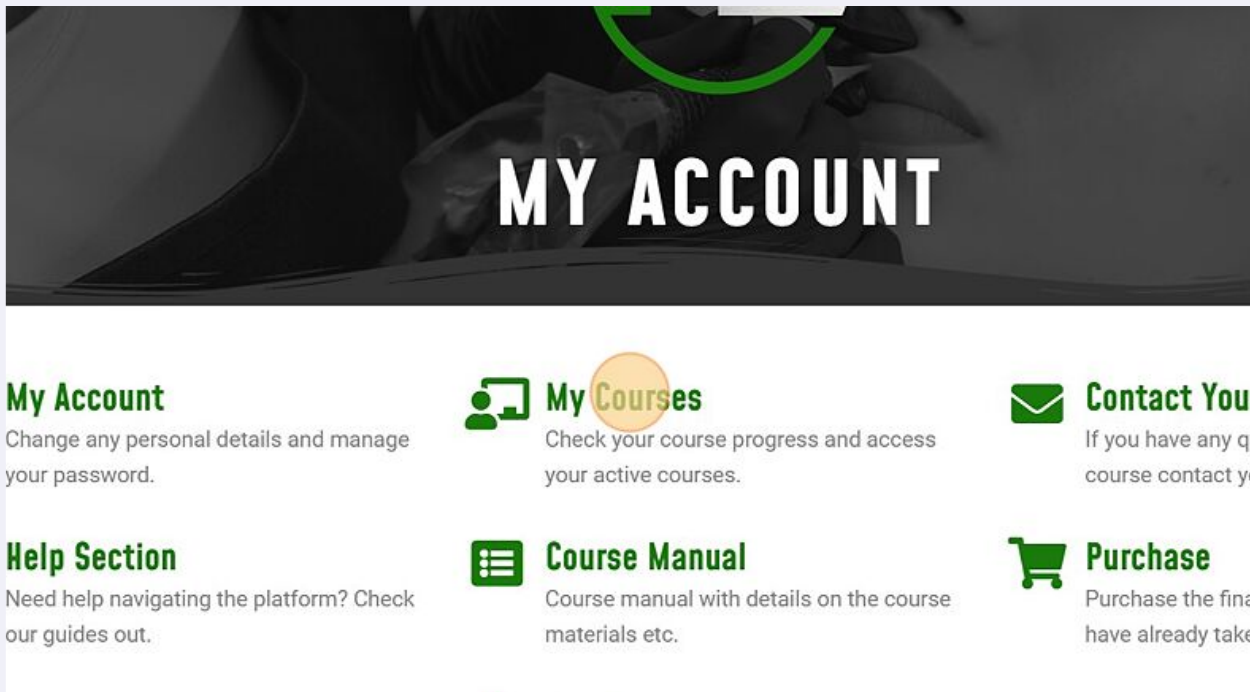 MY ACCOUNT
My Account
Change any personal details and manage
your password.
My Courses
Check your course progress and access
your active courses.
Contact You
If you have any q
course contact y
Help Section
Need help navigating the platform? Check
our guides out.
Course Manual
Course manual with details on the course
materials etc.
Purchase
Purchase the fina
have already take